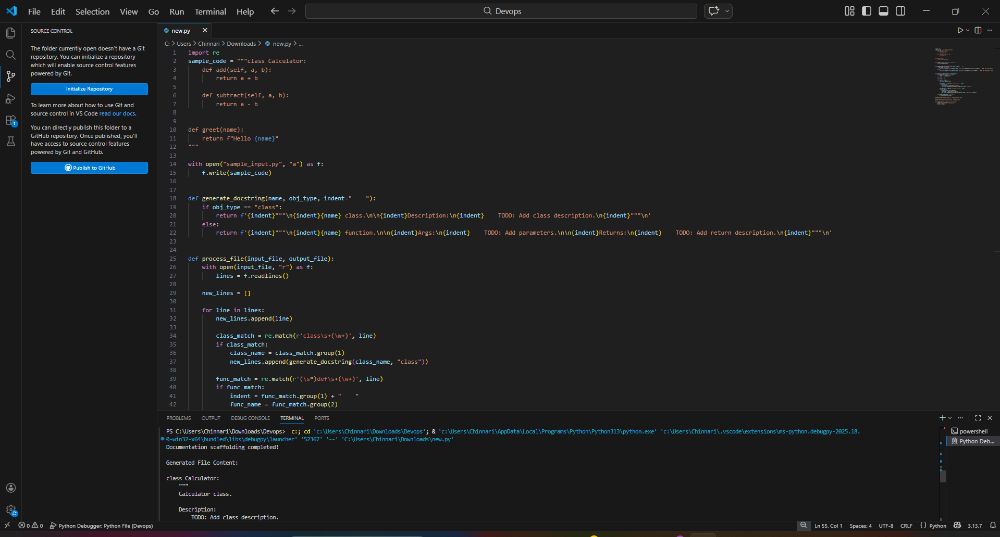 File Edit Selection View Go Run Terminal Help
Devops
SOURCE CONTROL
The folder currently open doesn't have a Git
repository. You can initialize a repository
which will enable source control features
powered by Git.
Initialize Repository
To learn more about how to use Git and
source control in VS Code read our docs.
You can directly publish this folder to a
GitHub repository. Once published, you'll
have access to source control features
powered by Git and GitHub.
Publish to GitHub
1
new.py
C: > Users > Chinnari > Downloads > new.py > ...
1 import re
2 sample_code = """class Calculator:
3     def add(self, a, b):
4         return a + b
5
6     def subtract(self, a, b):
7         return a - b
8
9
10 def greet(name):
11     return f"Hello {name}"
12 """
13
14 with open("sample_input.py", "w") as f:
15     f.write(sample_code)
16
17
18 def generate_docstring(name, obj_type, indent="    "):
19     if obj_type == "class":
20         return f'{indent}"""\n{indent}{name} class.\n\n{indent}Description:\n{indent}    TODO: Add class description.\n{indent}"""\n'
21     else:
22         return f'{indent}"""\n{indent}{name} function.\n\n{indent}Args:\n{indent}    TODO: Add parameters.\n\n{indent}Returns:\n{indent}    TODO: Add return description.\n{indent}"""\n'
23
24
25 def process_file(input_file, output_file):
26     with open(input_file, "r") as f:
27         lines = f.readlines()
28
29     new_lines = []
30
31     for line in lines:
32         new_lines.append(line)
33
34         class_match = re.match(r'class\s+(\w+)', line)
35         if class_match:
36             class_name = class_match.group(1)
37             new_lines.append(generate_docstring(class_name, "class"))
38
39         func_match = re.match(r'(\s*)def\s+(\w+)', line)
40         if func_match:
41             indent = func_match.group(1) + "    "
42             func_name = func_match.group(2)
PROBLEMS OUTPUT DEBUG CONSOLE TERMINAL PORTS
PS C:\Users\Chinnari\Downloads\Devops>  c:; cd 'c:\Users\Chinnari\Downloads\Devops'; & 'c:\Users\Chinnari\AppData\Local\Programs\Python\Python313\python.exe' 'c:\Users\Chinnari\.vscode\extensions\ms-python.debugpy-2025.18.
0-win32-x64\bundled\libs\debugpy\launcher' '52367' '--' 'C:\Users\Chinnari\Downloads\new.py'
Documentation scaffolding completed!
Generated File Content:
class Calculator:
    """
    Calculator class.
    Description:
        TODO: Add class description.
powershell
Python Deb...
0 0 Python Debugger: Python File (Devops)
Ln 55, Col 1 Spaces: 4 UTF-8 CRLF { } Python 3.13.7